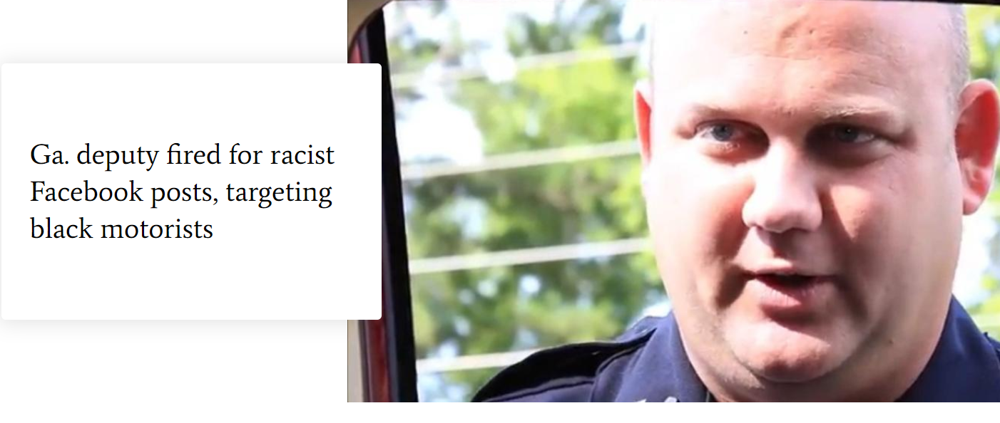 Ga. deputy fired for racist
Facebook posts, targeting
black motorists